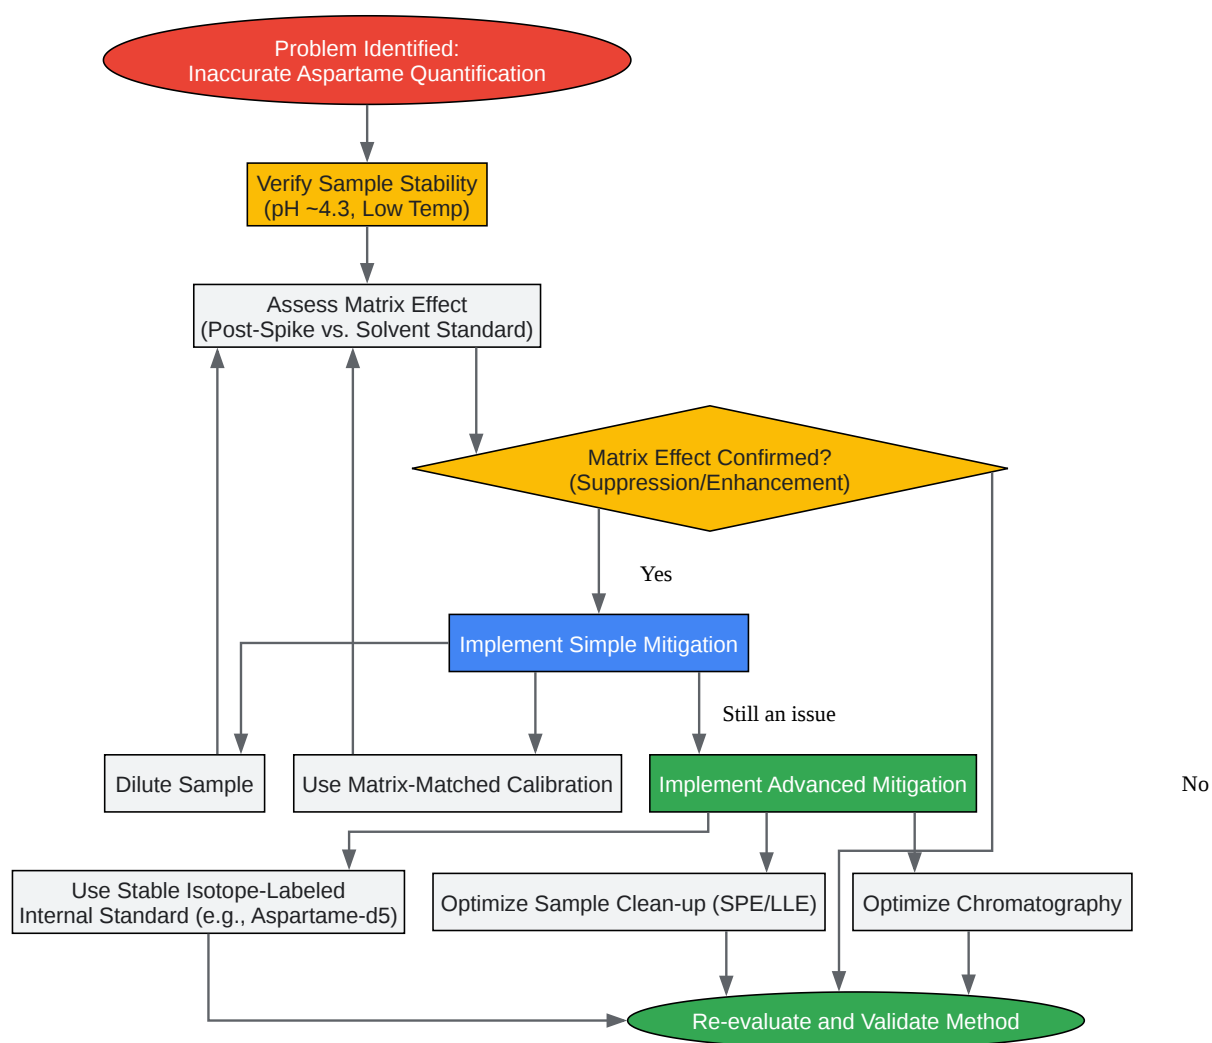 Problem Identified:
Inaccurate Aspartame Quantification
Verify Sample Stability
(pH ~4.3, Low Temp)
Assess Matrix Effect
(Post-Spike vs. Solvent Standard)
Matrix Effect Confirmed?
(Suppression/Enhancement)
Yes
Implement Simple Mitigation
Still an issue
Dilute Sample
Use Matrix-Matched Calibration
Implement Advanced Mitigation
No
Use Stable Isotope-Labeled
Internal Standard (e.g., Aspartame-d5)
Optimize Sample Clean-up (SPE/LLE)
Optimize Chromatography
Re-evaluate and Validate Method